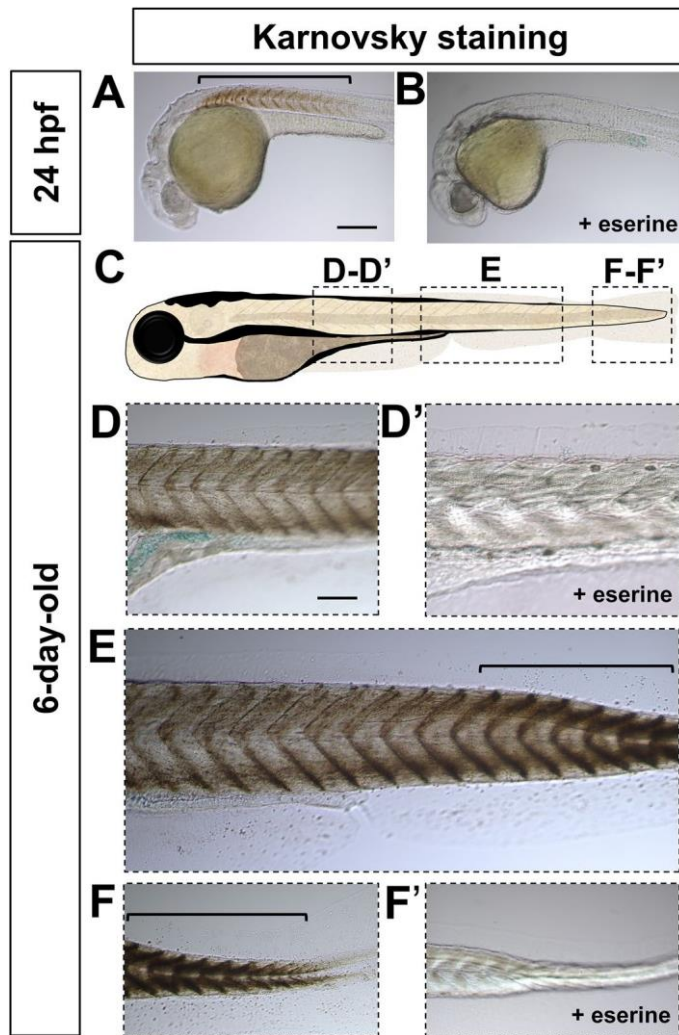 Karnovsky staining
24 hpf
A
B
+ eserine
6-day-old
C
D-D’
E
F-F’
D
D’
+ eserine
E
F
F’
+ eserine